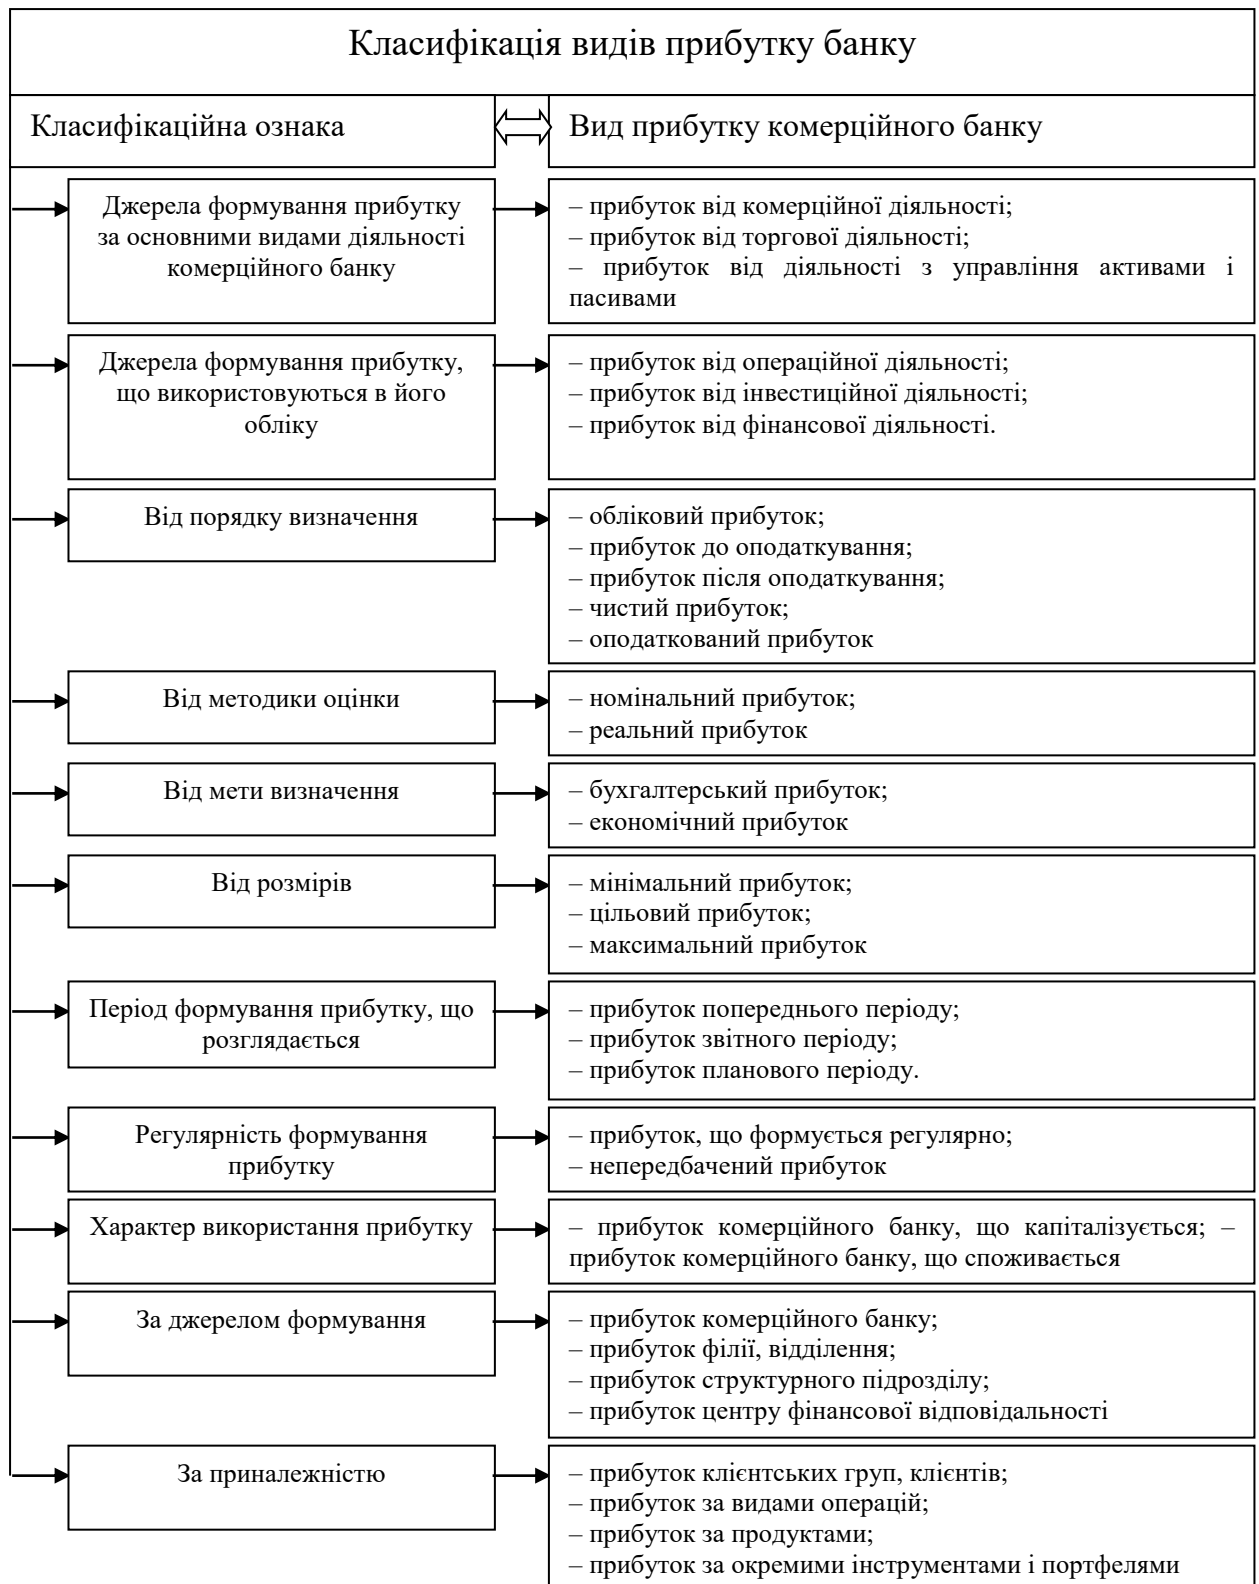 Класифікація видів прибутку банку
Класифікаційна ознака
Вид прибутку комерційного банку
Джерела формування прибутку
за основними видами діяльності
комерційного банку
– прибуток від комерційної діяльності;
– прибуток від торгової діяльності;
– прибуток від діяльності з управління активами і
пасивами
Джерела формування прибутку,
що використовуються в його
обліку
– прибуток від операційної діяльності;
– прибуток від інвестиційної діяльності;
– прибуток від фінансової діяльності.
Від порядку визначення
– обліковий прибуток;
– прибуток до оподаткування;
– прибуток після оподаткування;
– чистий прибуток;
– оподаткований прибуток
Від методики оцінки
– номінальний прибуток;
– реальний прибуток
Від мети визначення
– бухгалтерський прибуток;
– економічний прибуток
Від розмірів
– мінімальний прибуток;
– цільовий прибуток;
– максимальний прибуток
Період формування прибутку, що
розглядається
– прибуток попереднього періоду;
– прибуток звітного періоду;
– прибуток планового періоду.
Регулярність формування
прибутку
– прибуток, що формується регулярно;
– непередбачений прибуток
Характер використання прибутку
– прибуток комерційного банку, що капіталізується; –
прибуток комерційного банку, що споживається
За джерелом формування
– прибуток комерційного банку;
– прибуток філії, відділення;
– прибуток структурного підрозділу;
– прибуток центру фінансової відповідальності
За приналежністю
– прибуток клієнтських груп, клієнтів;
– прибуток за видами операцій;
– прибуток за продуктами;
– прибуток за окремими інструментами і портфелями